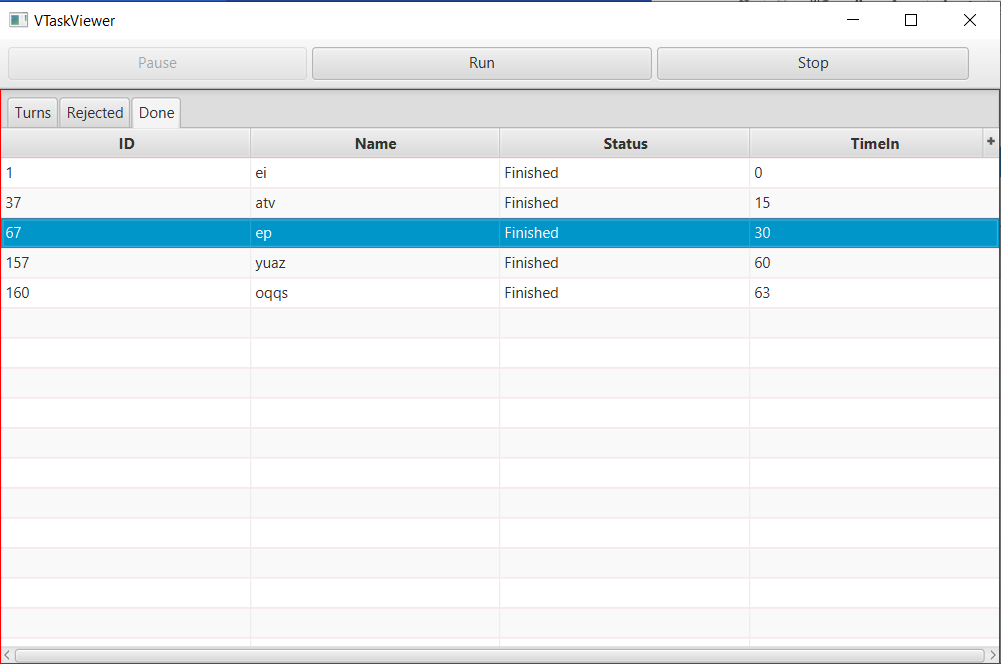 VTaskViewer
Pause Run Stop
Turns Rejected Done
ID Name Status TimeIn +
1 ei Finished 0
37 atv Finished 15
67 ep Finished 30
157 yuaz Finished 60
160 oqqs Finished 63